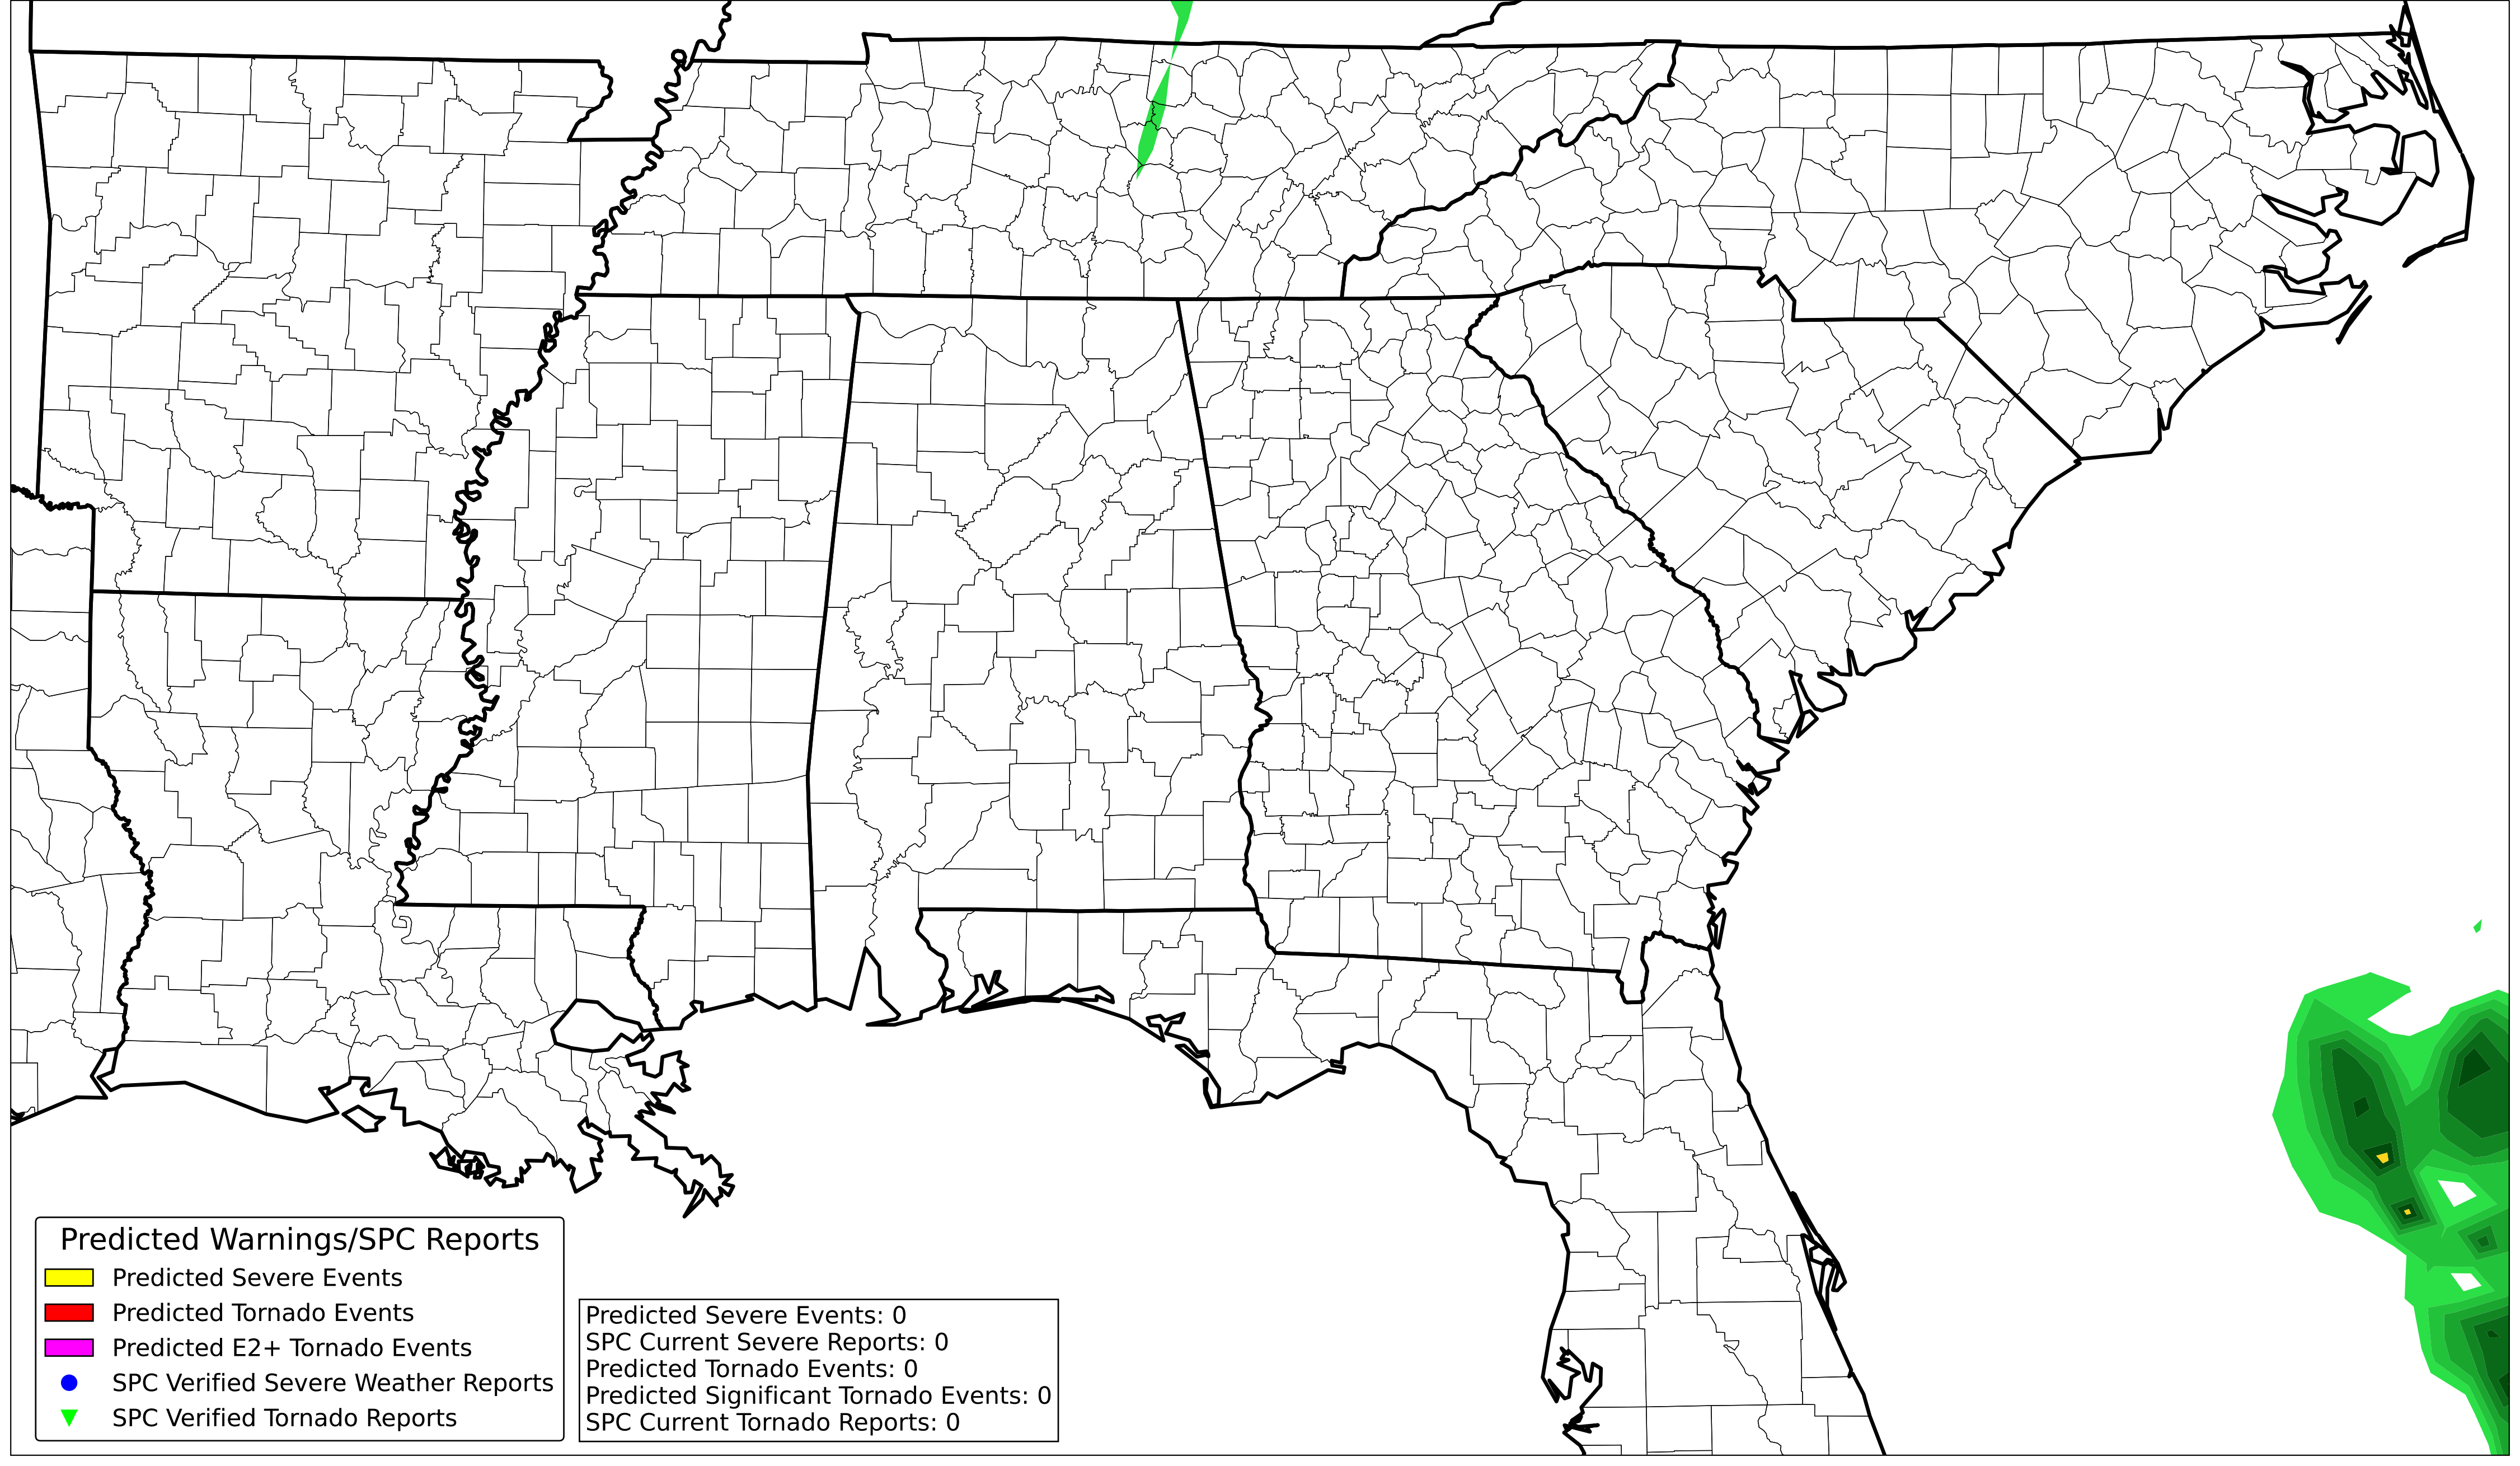 Predicted Warnings/SPC Reports
Predicted Severe Events
Predicted Tornado Events
Predicted E2+ Tornado Events
SPC Verified Severe Weather Reports
SPC Verified Tornado Reports
Predicted Severe Events: 0
SPC Current Severe Reports: 0
Predicted Tornado Events: 0
Predicted Significant Tornado Events: 0
SPC Current Tornado Reports: 0